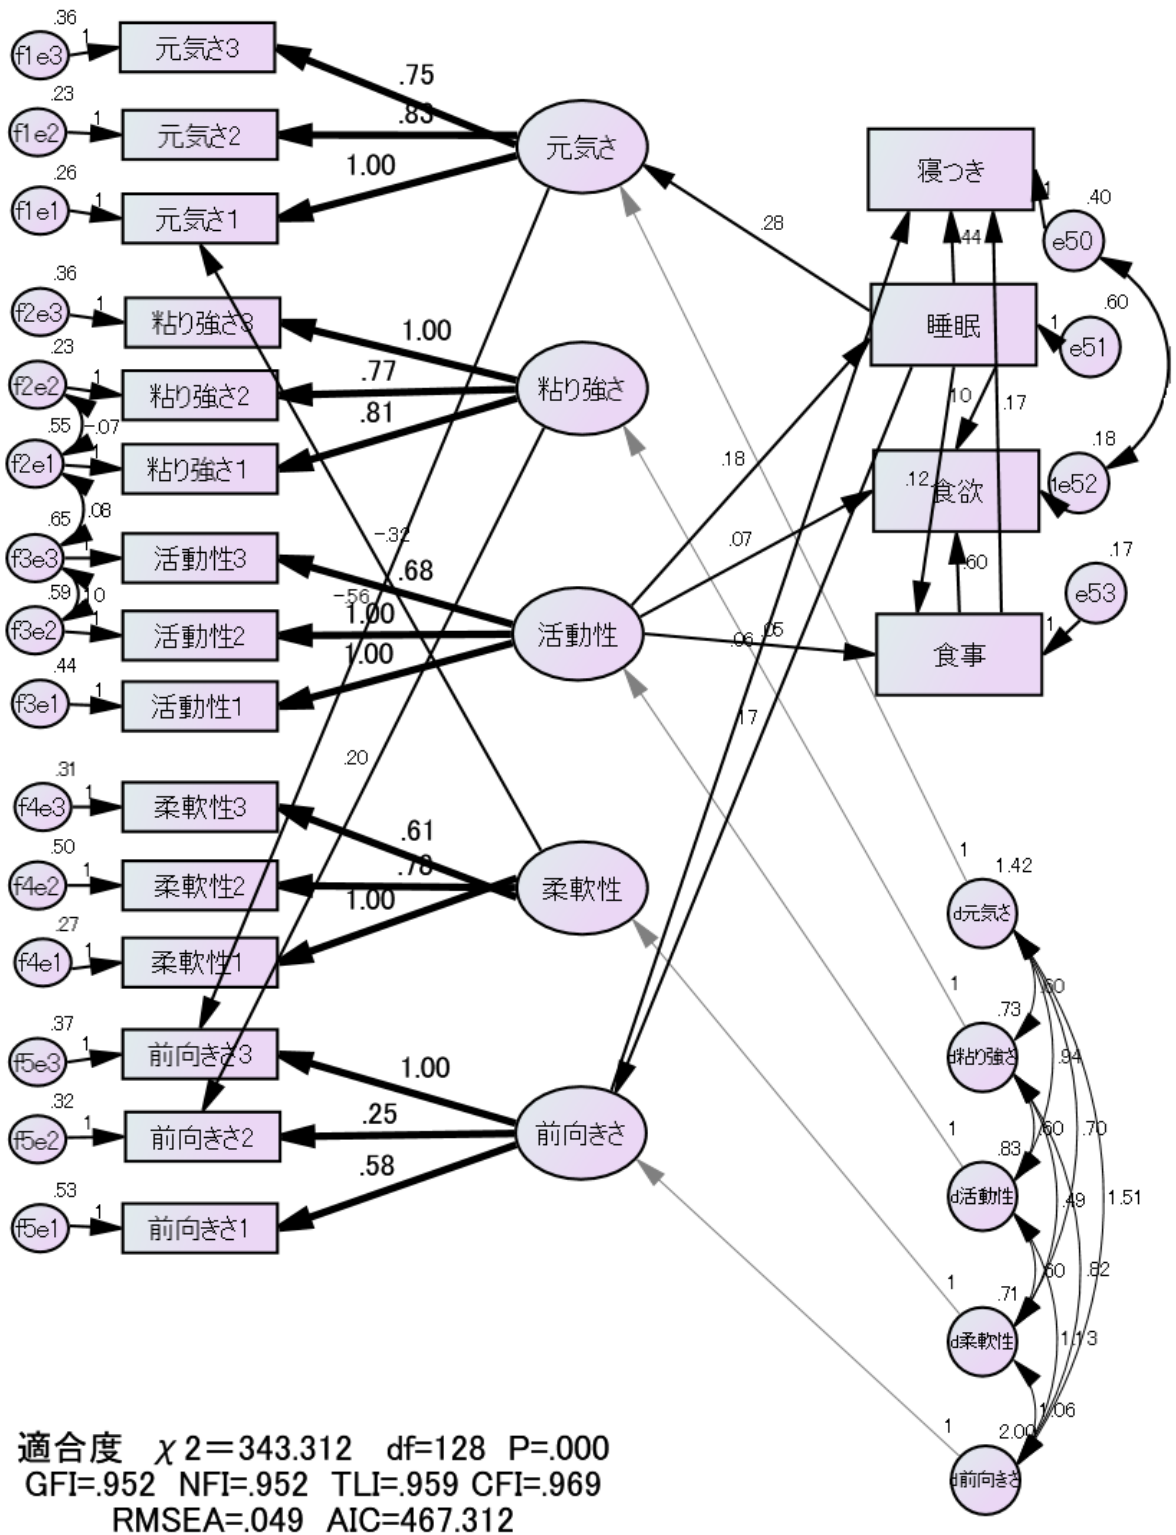 .36
1
f1e3
元気さ3
.75
.23
1
f1e2
元気さ2
.83
元気さ
.26
1
f1e1
元気さ1
1.00
寝つき
1
.40
e50
.28
.44
.36
1
f2e3
粘り強さ3
1.00
.23
1
f2e2
粘り強さ2
.77
粘り強さ
.55
-.07
f2e1
1
粘り強さ1
.81
睡眠
1
e51
.60
.10
.17
.18
.18
.12
食欲
1
e52
.65
.08
f3e3
1
活動性3
-.32
.68
.07
.60
.17
e53
.59
.10
f3e2
1
活動性2
-.56
1.00
活動性
.06
.05
食事
1
.44
1
f3e1
活動性1
1.00
.17
.20
.31
1
f4e3
柔軟性3
.61
.50
1
f4e2
柔軟性2
.78
柔軟性
.27
1
f4e1
柔軟性1
1.00
1
1.42
d元気さ
.60
.37
1
f5e3
前向きさ3
1.00
1
.73
d粘り強さ
.94
.32
1
f5e2
前向きさ2
.25
前向きさ
1
.83
.60
.70
.53
1
f5e1
前向きさ1
.58
d活動性
.49
1.51
1
.71
.60
.82
d柔軟性
1.13
1
2.00
1.06
d前向きさ
適合度 χ2＝343.312 df=128 P=.000
GFI=.952 NFI=.952 TLI=.959 CFI=.969
RMSEA=.049 AIC=467.312